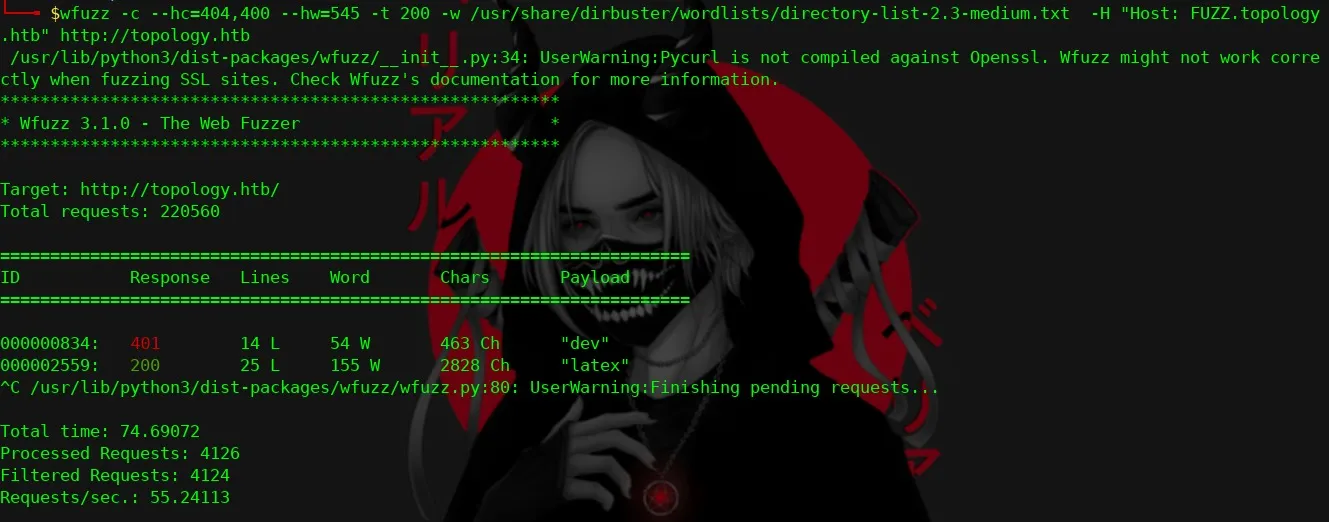 $wfuzz -c --hc=404,400 --hw=545 -t 200 -w /usr/share/dirbuster/wordlists/directory-list-2.3-medium.txt  -H "Host: FUZZ.topology
.htb" http://topology.htb
 /usr/lib/python3/dist-packages/wfuzz/__init__.py:34: UserWarning:Pycurl is not compiled against Openssl. Wfuzz might not work corre
ctly when fuzzing SSL sites. Check Wfuzz's documentation for more information.
********************************************************
* Wfuzz 3.1.0 - The Web Fuzzer                         *
********************************************************
Target: http://topology.htb/
Total requests: 220560
=====================================================================
ID           Response   Lines    Word       Chars       Payload
=====================================================================
000000834:   401        14 L     54 W       463 Ch      "dev"
000002559:   200        25 L     155 W      2828 Ch     "latex"
^C /usr/lib/python3/dist-packages/wfuzz/wfuzz.py:80: UserWarning:Finishing pending requests...
Total time: 74.69072
Processed Requests: 4126
Filtered Requests: 4124
Requests/sec.: 55.24113
リアル